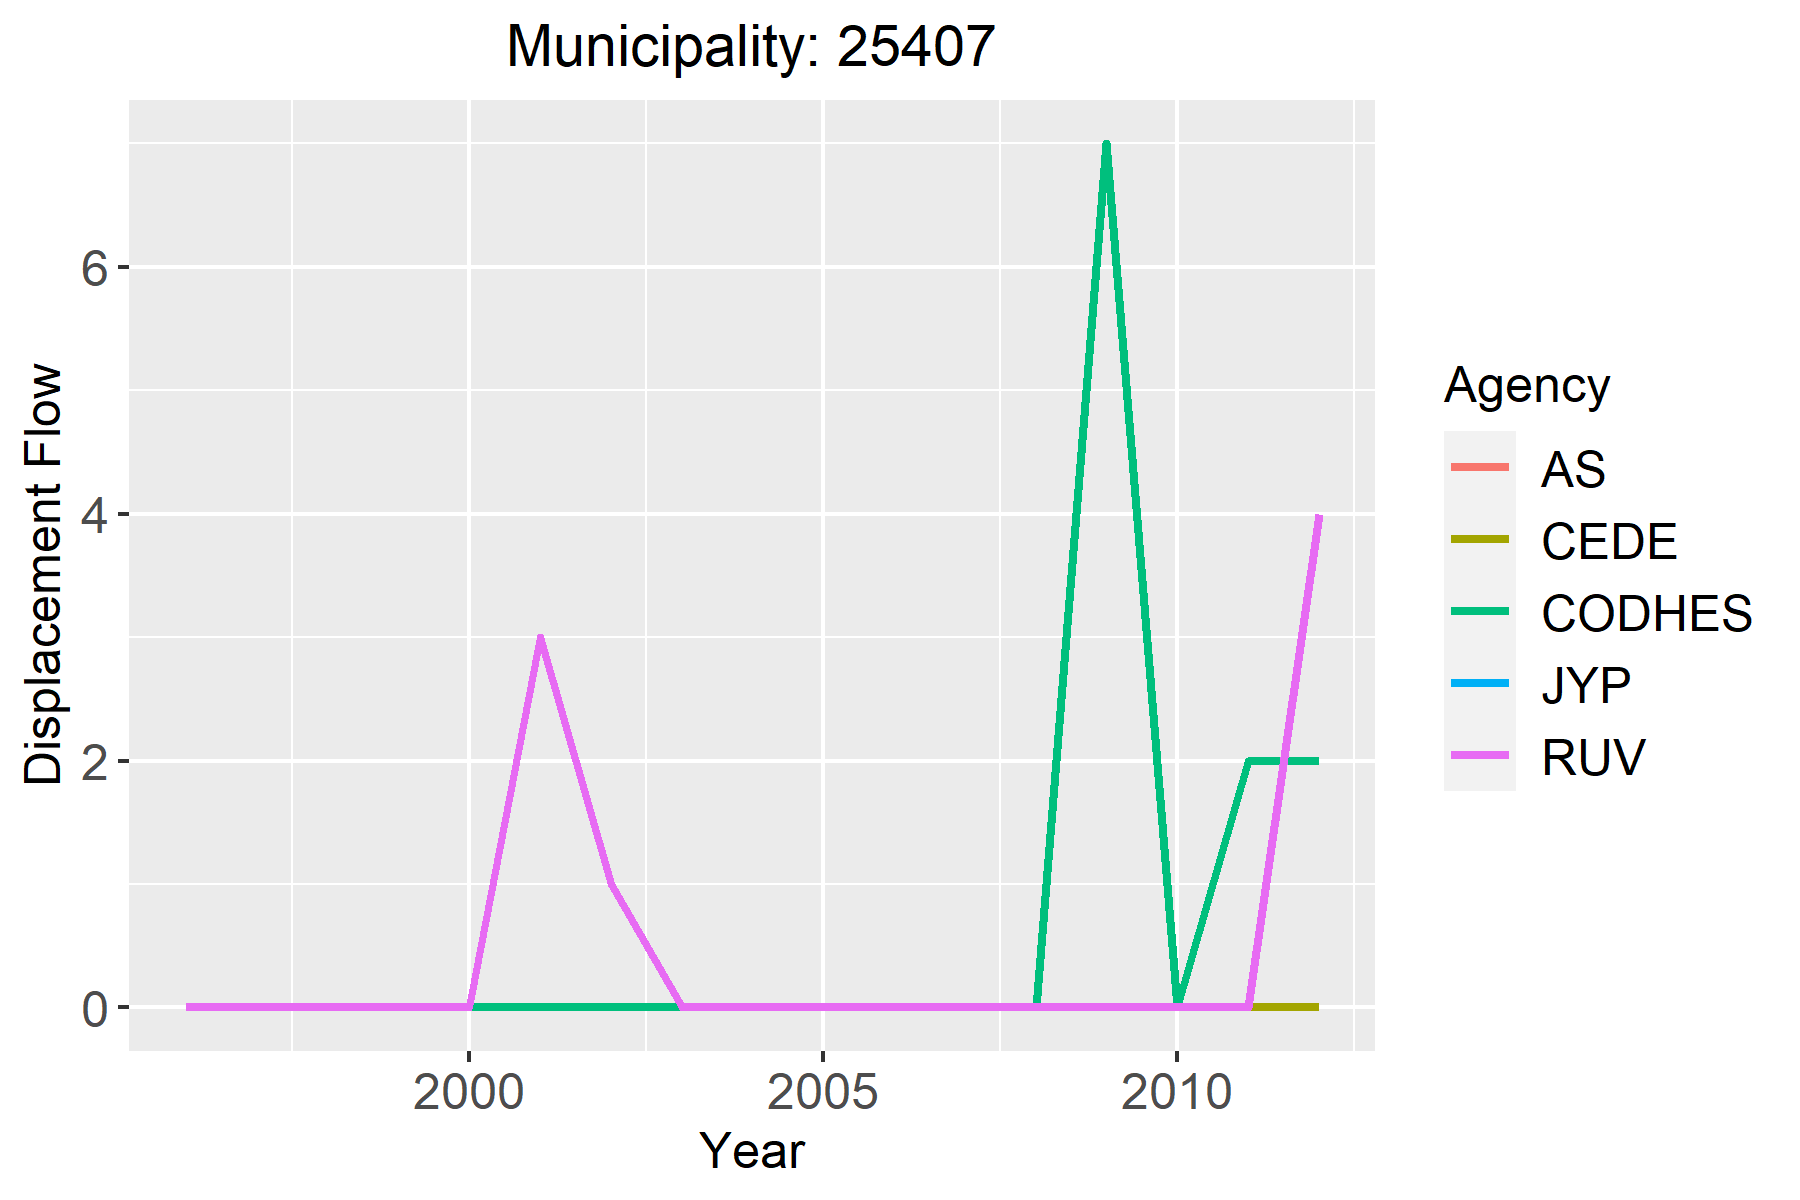 Municipality: 25407
Displacement Flow
6
4
2
0
2000 2005 2010
Year
Agency
AS
CEDE
CODHES
JYP
RUV